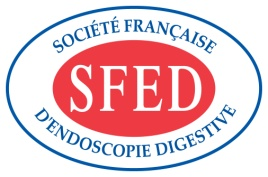 SOCIÉTÉ FRANÇAISE
SFED
D'ENDOSCOPIE DIGESTIVE